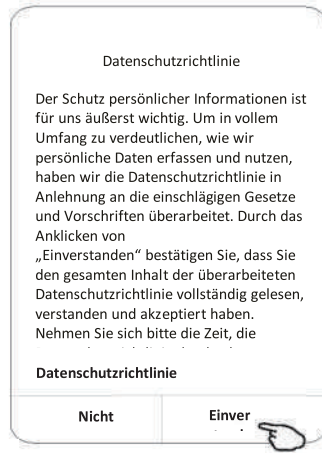 Datenschutzrichtlinie
Der Schutz persönlicher Informationen ist
für uns äußerst wichtig. Um in vollem
Umfang zu verdeutlichen, wie wir
persönliche Daten erfassen und nutzen,
haben wir die Datenschutzrichtlinie in
Anlehnung an die einschlägigen Gesetze
und Vorschriften überarbeitet. Durch das
Anklicken von
„Einverstanden“ bestätigen Sie, dass Sie
den gesamten Inhalt der überarbeiteten
Datenschutzrichtlinie vollständig gelesen,
verstanden und akzeptiert haben.
Nehmen Sie sich bitte die Zeit, die
Datenschutzrichtlinie
Nicht
Einver